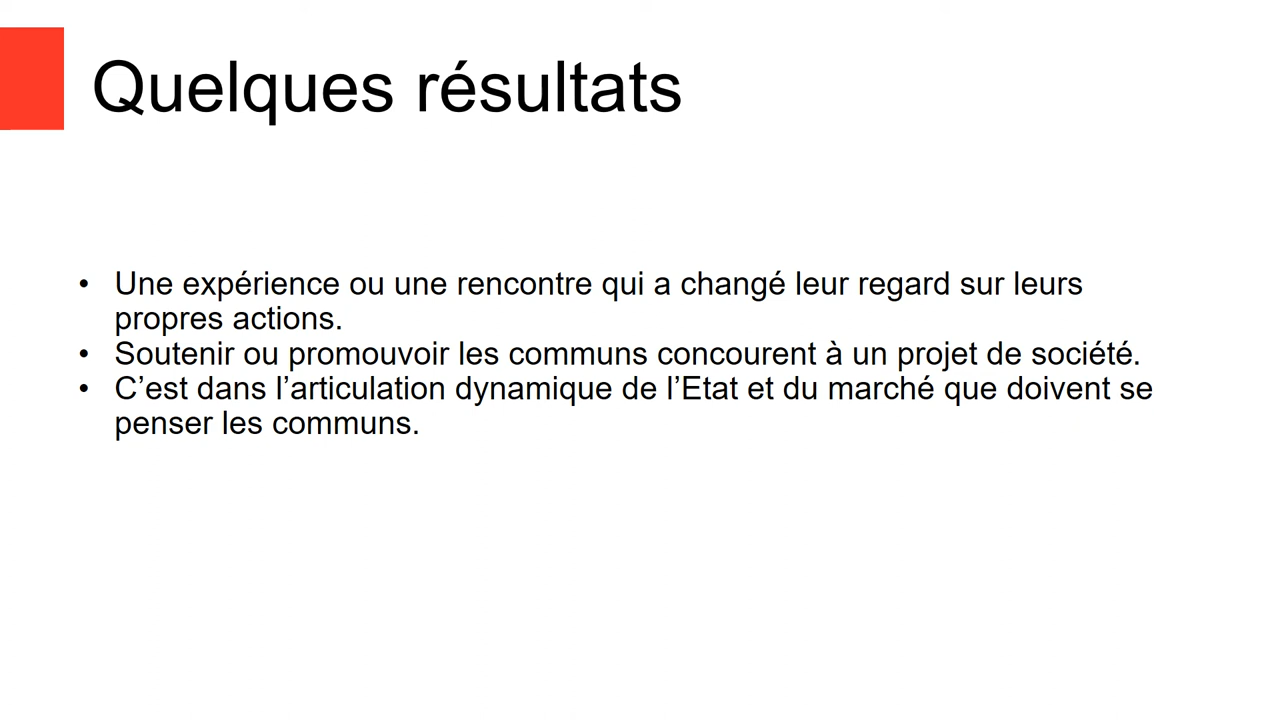 Quelques résultats
• Une expérience ou une rencontre qui a changé leur regard sur leurs
propres actions.
• Soutenir ou promouvoir les communs concourent à un projet de société.
• C’est dans l’articulation dynamique de l’Etat et du marché que doivent se
penser les communs.